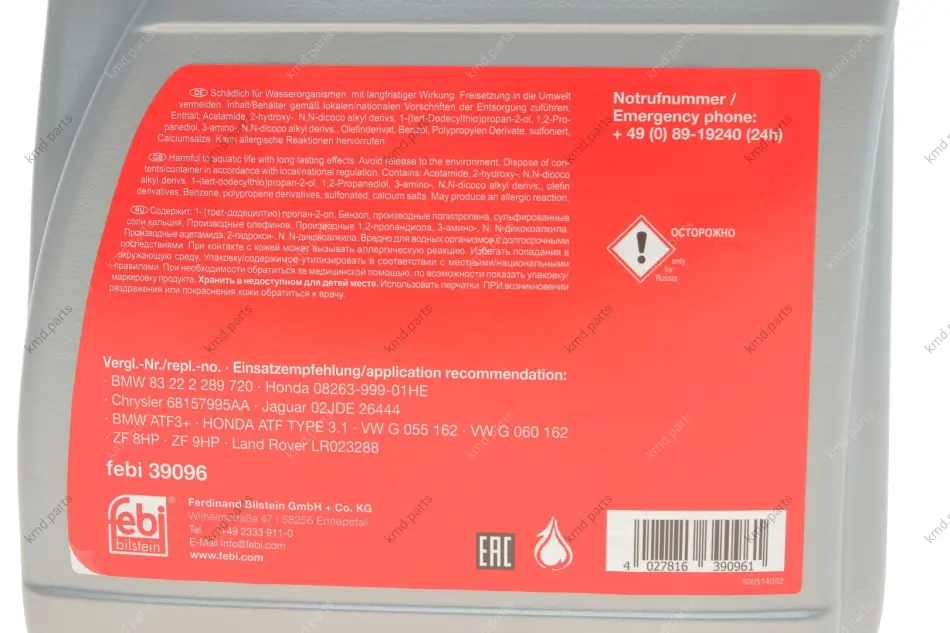 DE Schädlich für Wasserorganismen, mit langfristiger Wirkung. Freisetzung in die Umwelt
vermeiden. Inhalt/Behälter gemäß lokalen/nationalen Vorschriften der Entsorgung zuführen.
Enthält: Acetamide, 2-hydroxy-, N,N-dicoco alkyl derivs., 1-(tert-Dodecylthio)propan-2-ol, 1,2-Pro-
panediol, 3-amino-, N,N-dicoco alkyl derivs., Olefinderivat, Benzol, Polypropylen Derivate, sulfoniert,
Calciumsalze. Kann allergische Reaktionen hervorrufen.
GB Harmful to aquatic life with long lasting effects. Avoid release to the environment. Dispose of con-
tents/container in accordance with local/national regulation. Contains: Acetamide, 2-hydroxy-, N,N-dicoco
alkyl derivs., 1-(tert-dodecylthio)propan-2-ol, 1,2-Propanediol, 3-amino-, N,N-dicoco alkyl derivs., olefin
derivatives, Benzene, polypropene derivatives, sulfonated, calcium salts. May produce an allergic reaction.
RU Содержит: 1- (трет-додецилтио) пропан-2-ол. Бензол, производные полипропилена, сульфированные
соли кальция, Производные олефинов, Производные 1,2-пропандиола, 3-амино-, N, N-дикокоалкила.
Производные ацетамида, 2-гидрокси-, N, N-дикокоалкила. Вредно для водных организмов с долгосрочными
последствиями. При контакте с кожей может вызывать аллергическую реакцию. Избегать попадания в
окружающую среду. Упаковку/содержимое утилизировать в соответствии с местными/национальными
правилами. При необходимости обратиться за медицинской помощью, по возможности показать упаковку/
маркировку продукта. Хранить в недоступном для детей месте. Использовать перчатки. ПРИ возникновении
раздражения или покраснения кожи обратиться к врачу.
Notrufnummer /
Emergency phone:
+ 49 (0) 89-19240 (24h)
ОСТОРОЖНО
only
for
Russia
Vergl.-Nr./repl.-no. · Einsatzempfehlung/application recommendation:
· BMW 83 22 2 289 720 · Honda 08263-999-01HE
· Chrysler 68157995AA · Jaguar 02JDE 26444
· BMW ATF3+ · HONDA ATF TYPE 3.1 · VW G 055 162 · VW G 060 162
· ZF 8HP · ZF 9HP · Land Rover LR023288
febi 39096
febi
bilstein
®
Ferdinand Bilstein GmbH + Co. KG
Wilhelmstraße 47 | 58256 Ennepetal
Tel. +49 2333 911-0
E-Mail info@febi.com
www.febi.com
EAC
4 027816 390961
500514052
kmd.parts